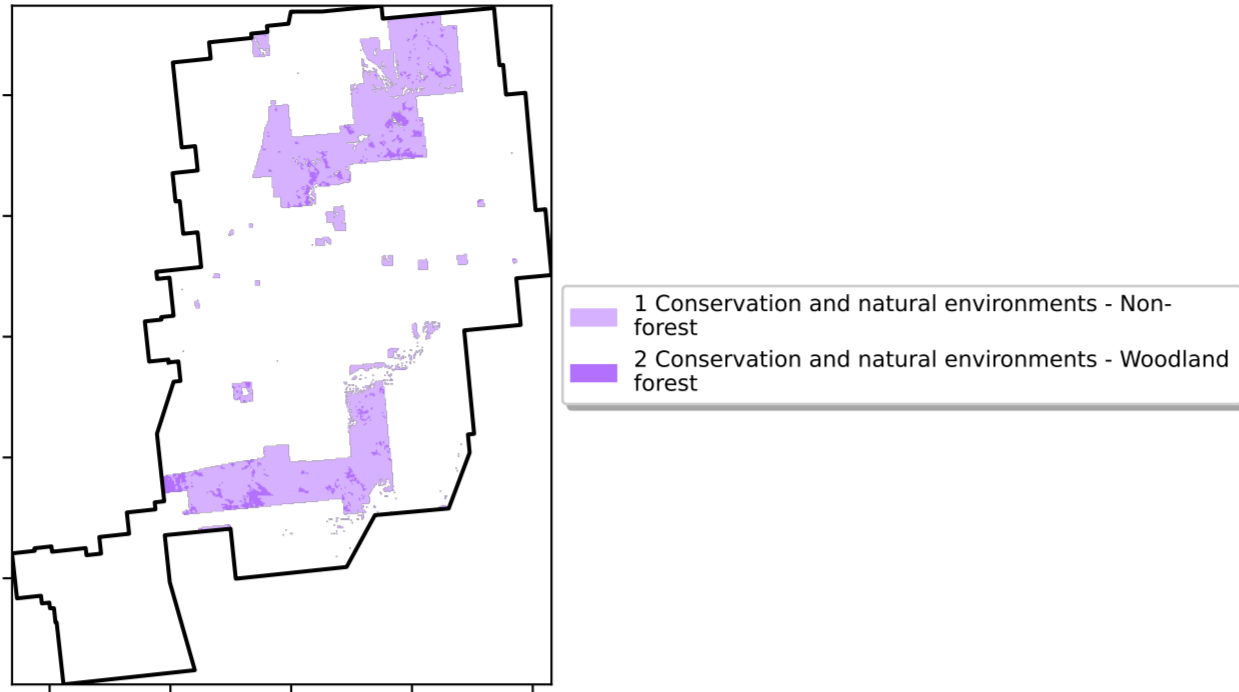 1 Conservation and natural environments - Non-
forest
2 Conservation and natural environments - Woodland
forest